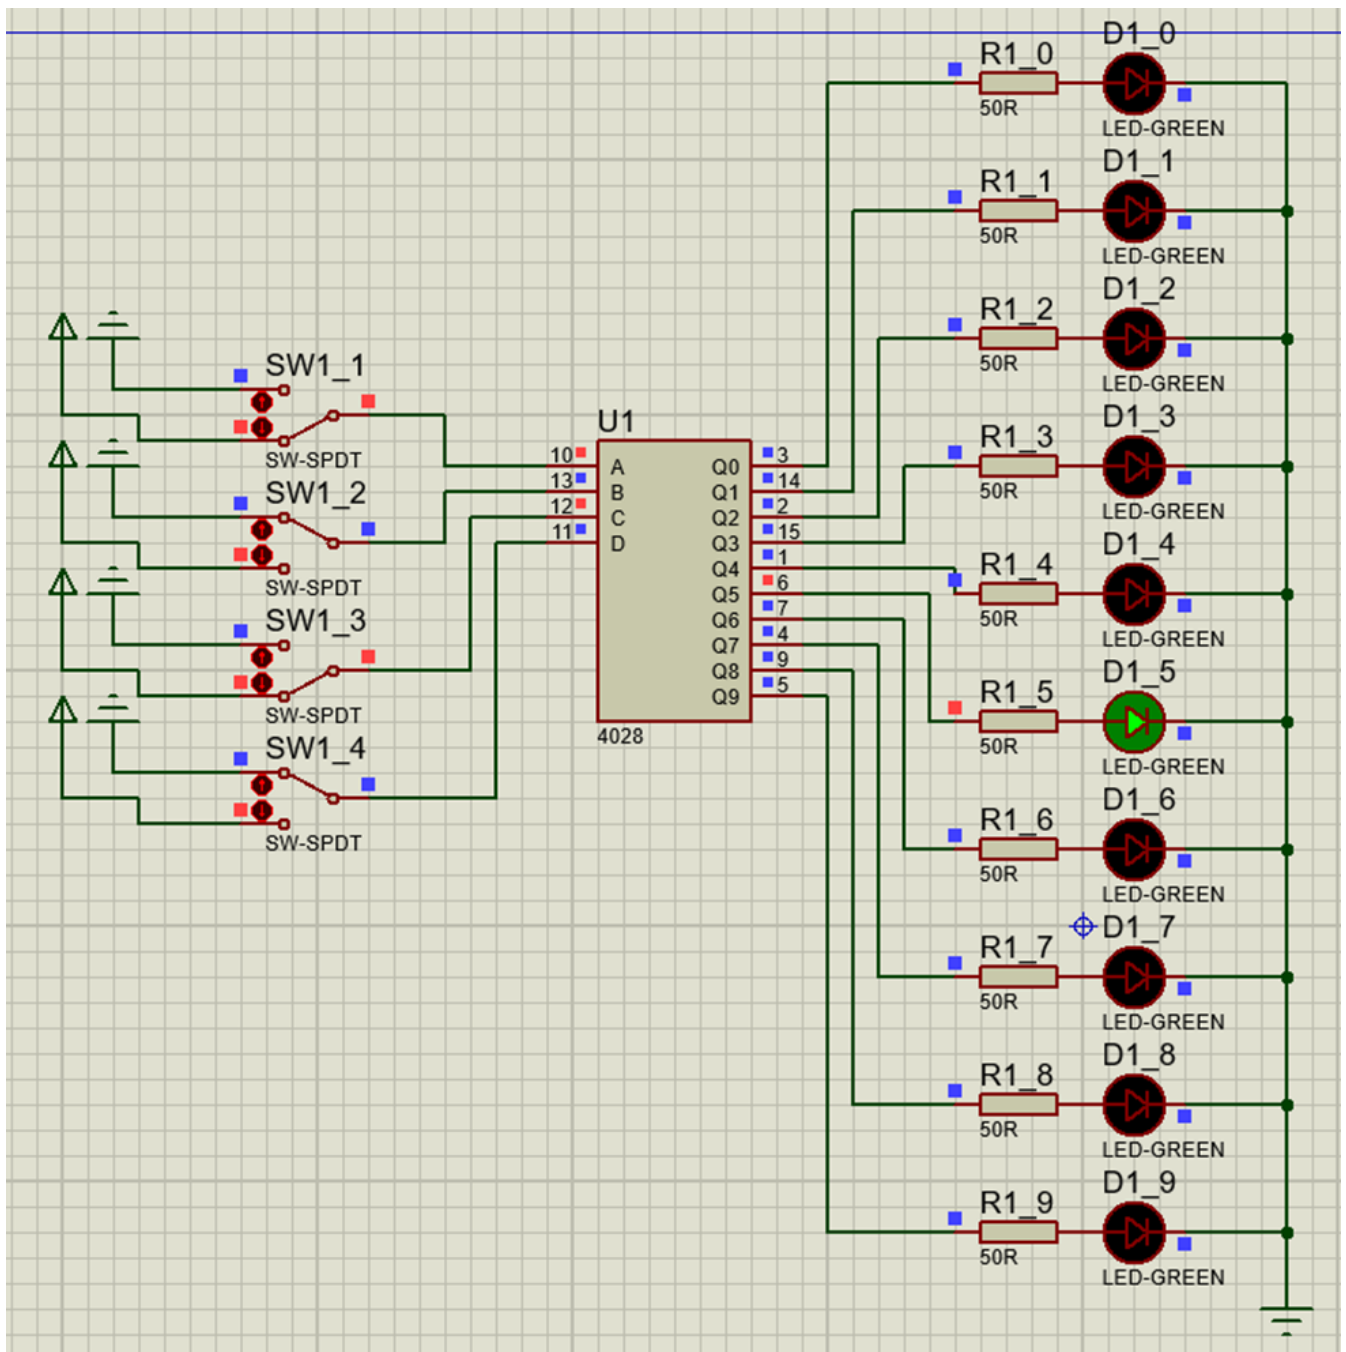 D1_0
R1_0
50R
LED-GREEN
D1_1
R1_1
50R
LED-GREEN
D1_2
R1_2
50R
LED-GREEN
SW1_1
SW-SPDT
D1_3
R1_3
50R
LED-GREEN
SW1_2
SW-SPDT
U1
10 A Q0 3
13 B Q1 14
12 C Q2 2
11 D Q3 15
Q4 1
Q5 6
Q6 7
Q7 4
Q8 9
Q9 5
4028
D1_4
R1_4
50R
LED-GREEN
SW1_3
SW-SPDT
D1_5
R1_5
50R
LED-GREEN
SW1_4
SW-SPDT
D1_6
R1_6
50R
LED-GREEN
D1_7
R1_7
50R
LED-GREEN
D1_8
R1_8
50R
LED-GREEN
D1_9
R1_9
50R
LED-GREEN